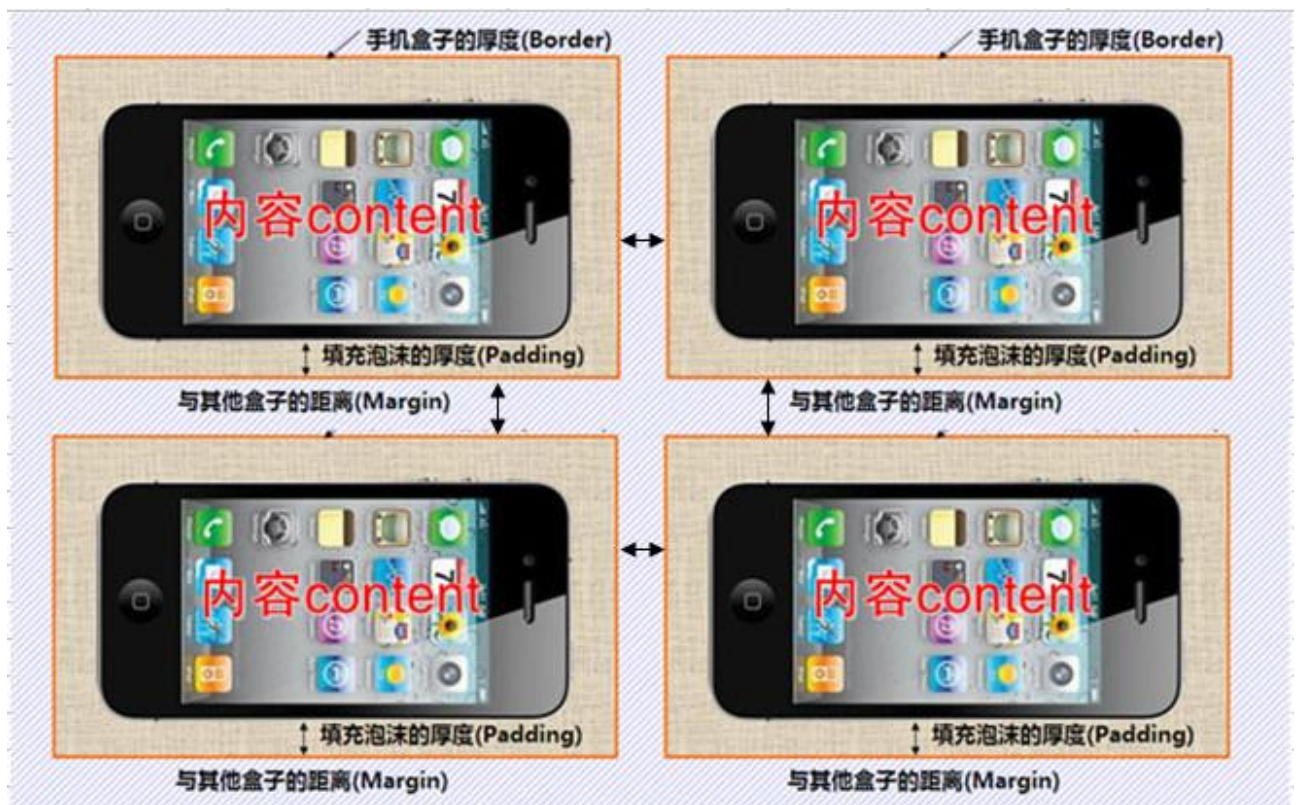 手机盒子的厚度(Border)
手机盒子的厚度(Border)
内容content
内容content
填充泡沫的厚度(Padding)
填充泡沫的厚度(Padding)
与其他盒子的距离(Margin)
与其他盒子的距离(Margin)
内容content
内容content
填充泡沫的厚度(Padding)
填充泡沫的厚度(Padding)
与其他盒子的距离(Margin)
与其他盒子的距离(Margin)